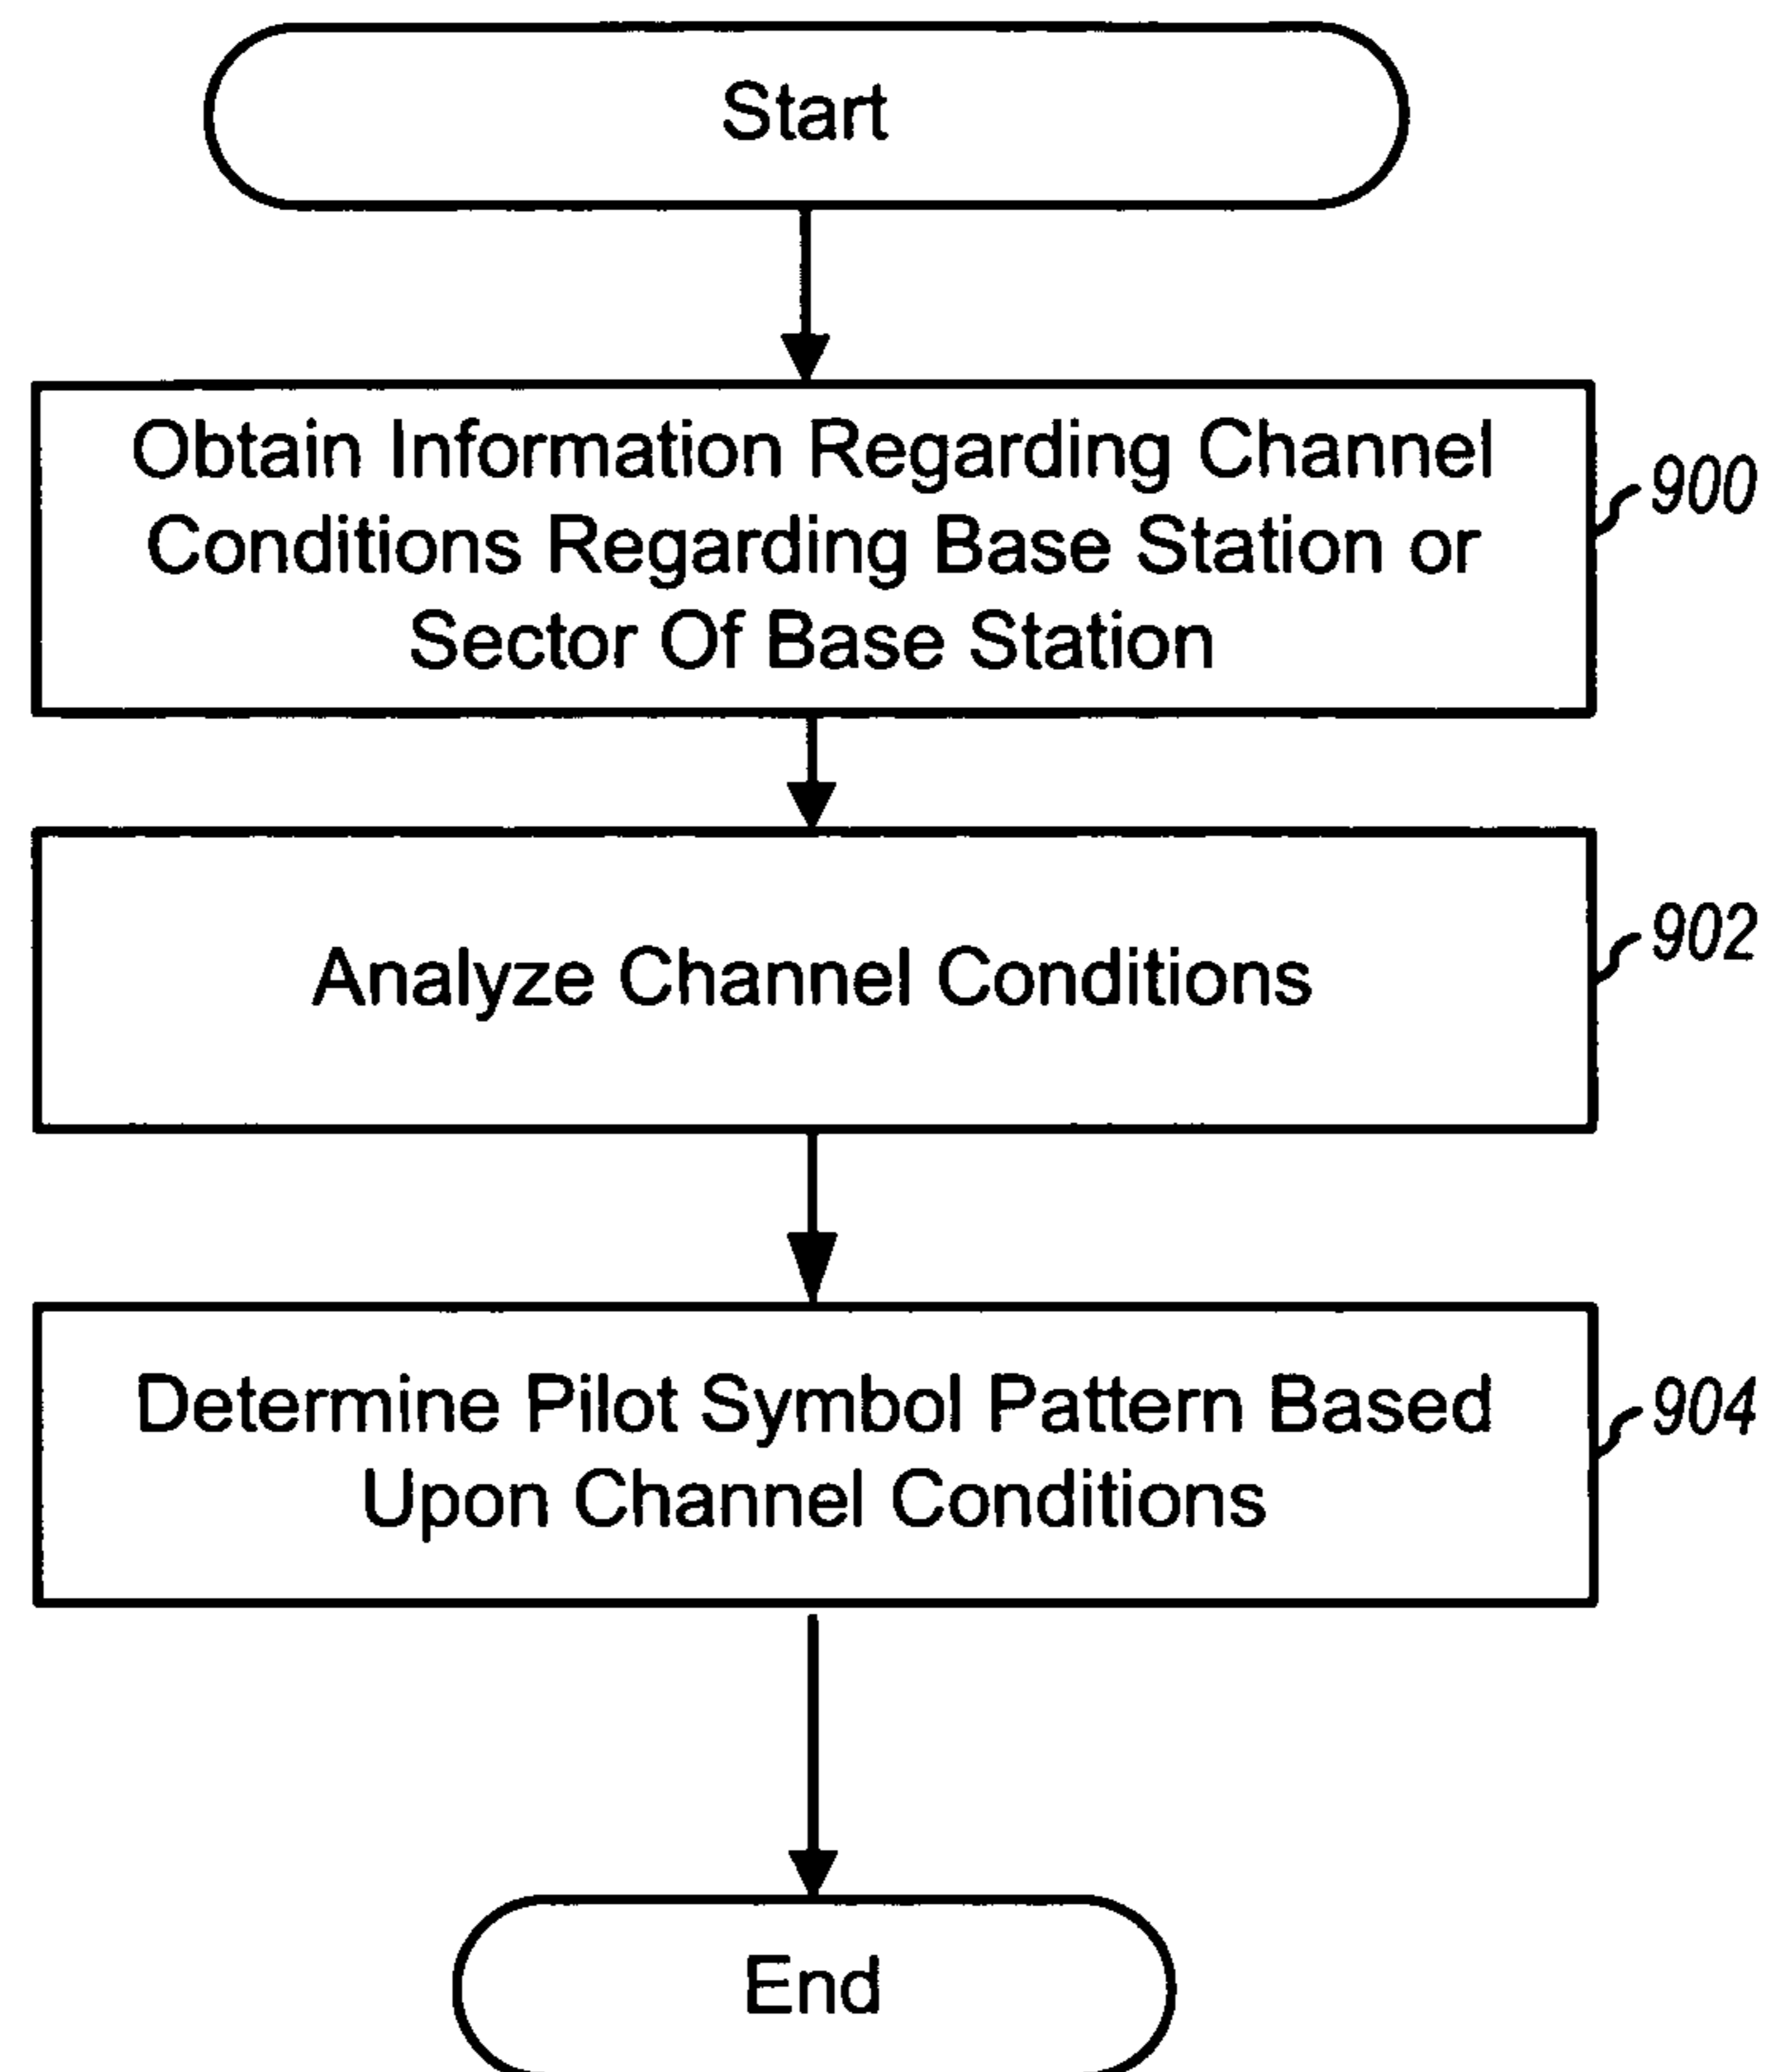 Start
Obtain Information Regarding Channel
Conditions Regarding Base Station or
Sector Of Base Station
900
Analyze Channel Conditions
902
Determine Pilot Symbol Pattern Based
Upon Channel Conditions
904
End